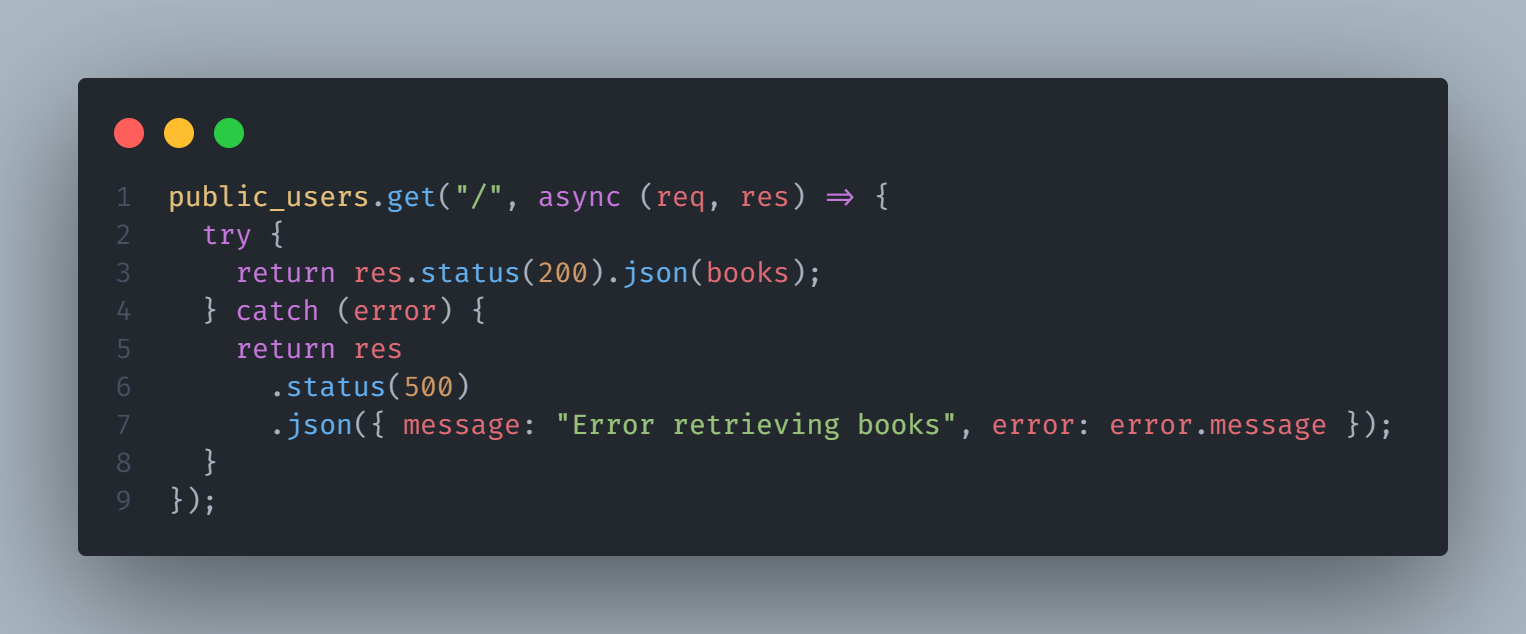 1 public_users.get("/", async (req, res) => {
2   try {
3     return res.status(200).json(books);
4   } catch (error) {
5     return res
6       .status(500)
7       .json({ message: "Error retrieving books", error: error.message });
8   }
9 });